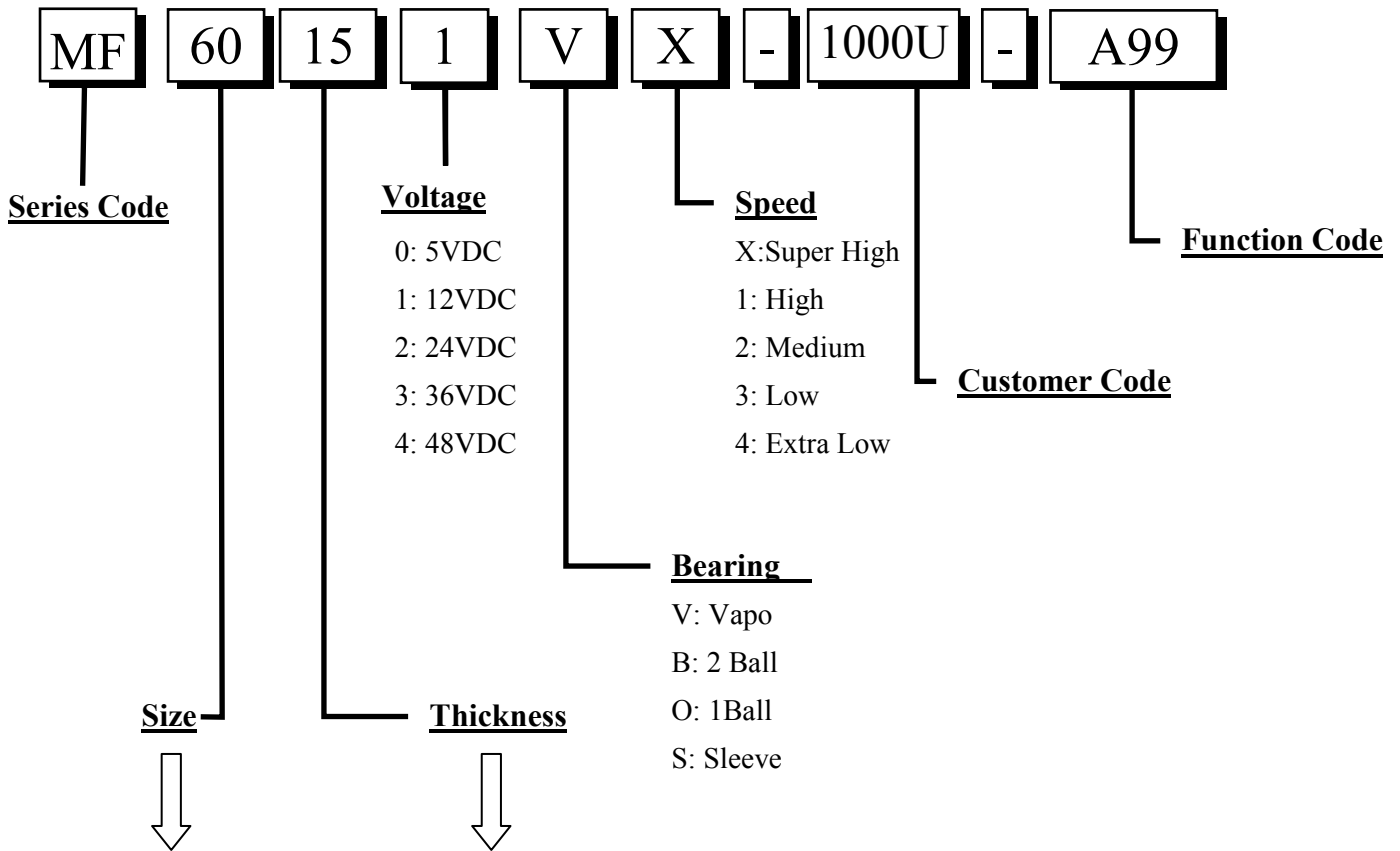 MF 60 15 1 V X - 1000U - A99
Series Code
Voltage
0: 5VDC
1: 12VDC
2: 24VDC
3: 36VDC
4: 48VDC
Speed
X:Super High
1: High
2: Medium
3: Low
4: Extra Low
Function Code
Customer Code
Bearing
V: Vapo
B: 2 Ball
O: 1Ball
S: Sleeve
Size
Thickness